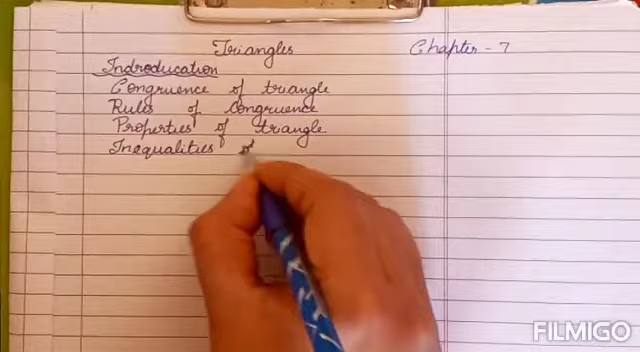 Triangles Chapter - 7
Indroducation
Congruence of triangle
Rules of Congruence
Properties of triangle
Inequalities of
FILMIGO